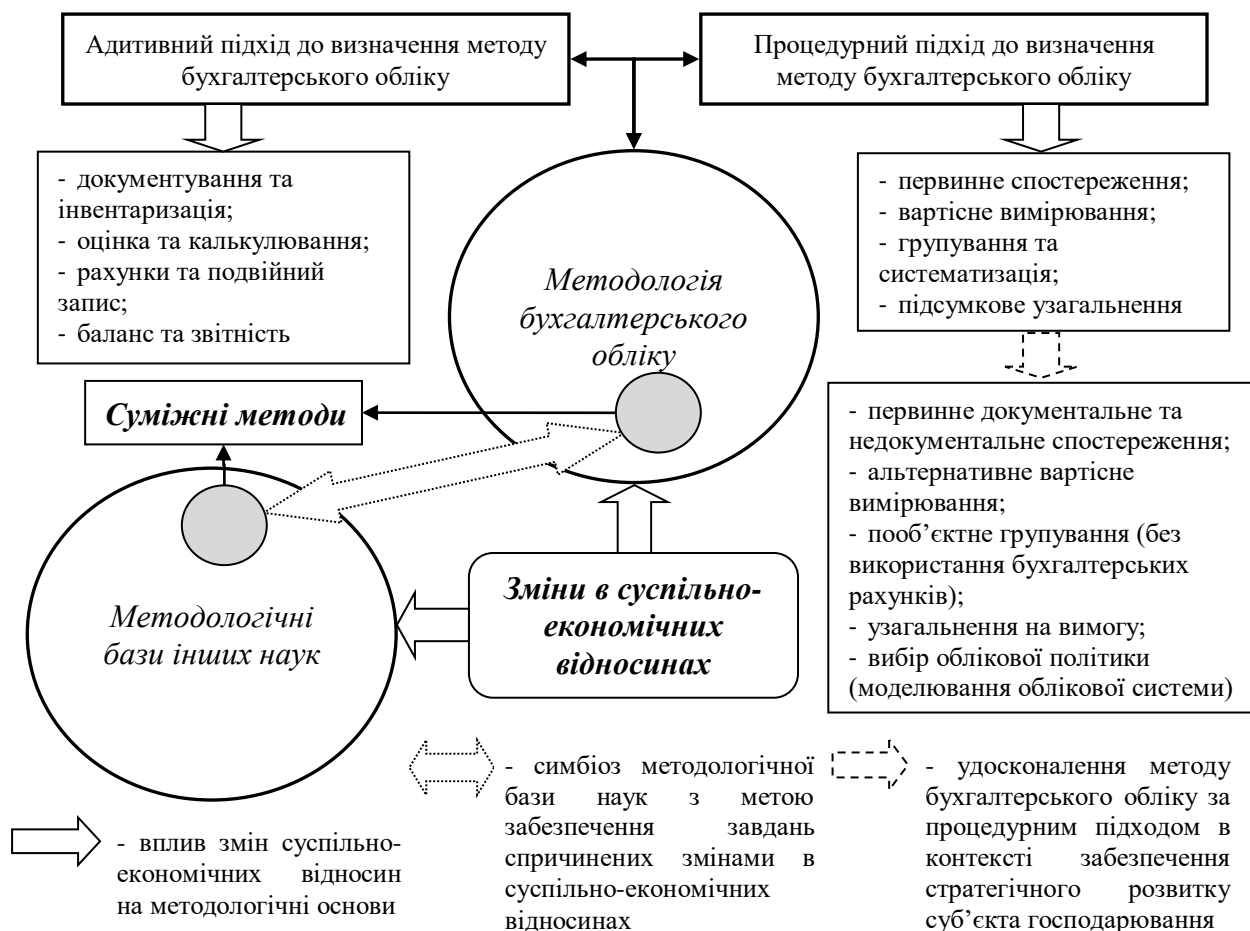 Адитивний підхід до визначення методу
бухгалтерського обліку
Процедурний підхід до визначення
методу бухгалтерського обліку
- документування та
інвентаризація;
- оцінка та калькулювання;
- рахунки та подвійний
запис;
- баланс та звітність
Методологія
бухгалтерського
обліку
- первинне спостереження;
- вартісне вимірювання;
- групування та
систематизація;
- підсумкове узагальнення
Суміжні методи
- первинне документальне та
недокументальне спостереження;
- альтернативне вартісне
вимірювання;
- пооб’єктне групування (без
використання бухгалтерських
рахунків);
- узагальнення на вимогу;
- вибір облікової політики
(моделювання облікової системи)
Методологічні
бази інших наук
Зміни в суспільно-
економічних
відносинах
- вплив змін суспільно-
економічних відносин
на методологічні основи
- симбіоз методологічної
бази наук з метою
забезпечення завдань
спричинених змінами в
суспільно-економічних
відносинах
- удосконалення методу
бухгалтерського обліку за
процедурним підходом в
контексті забезпечення
стратегічного розвитку
суб’єкта господарювання